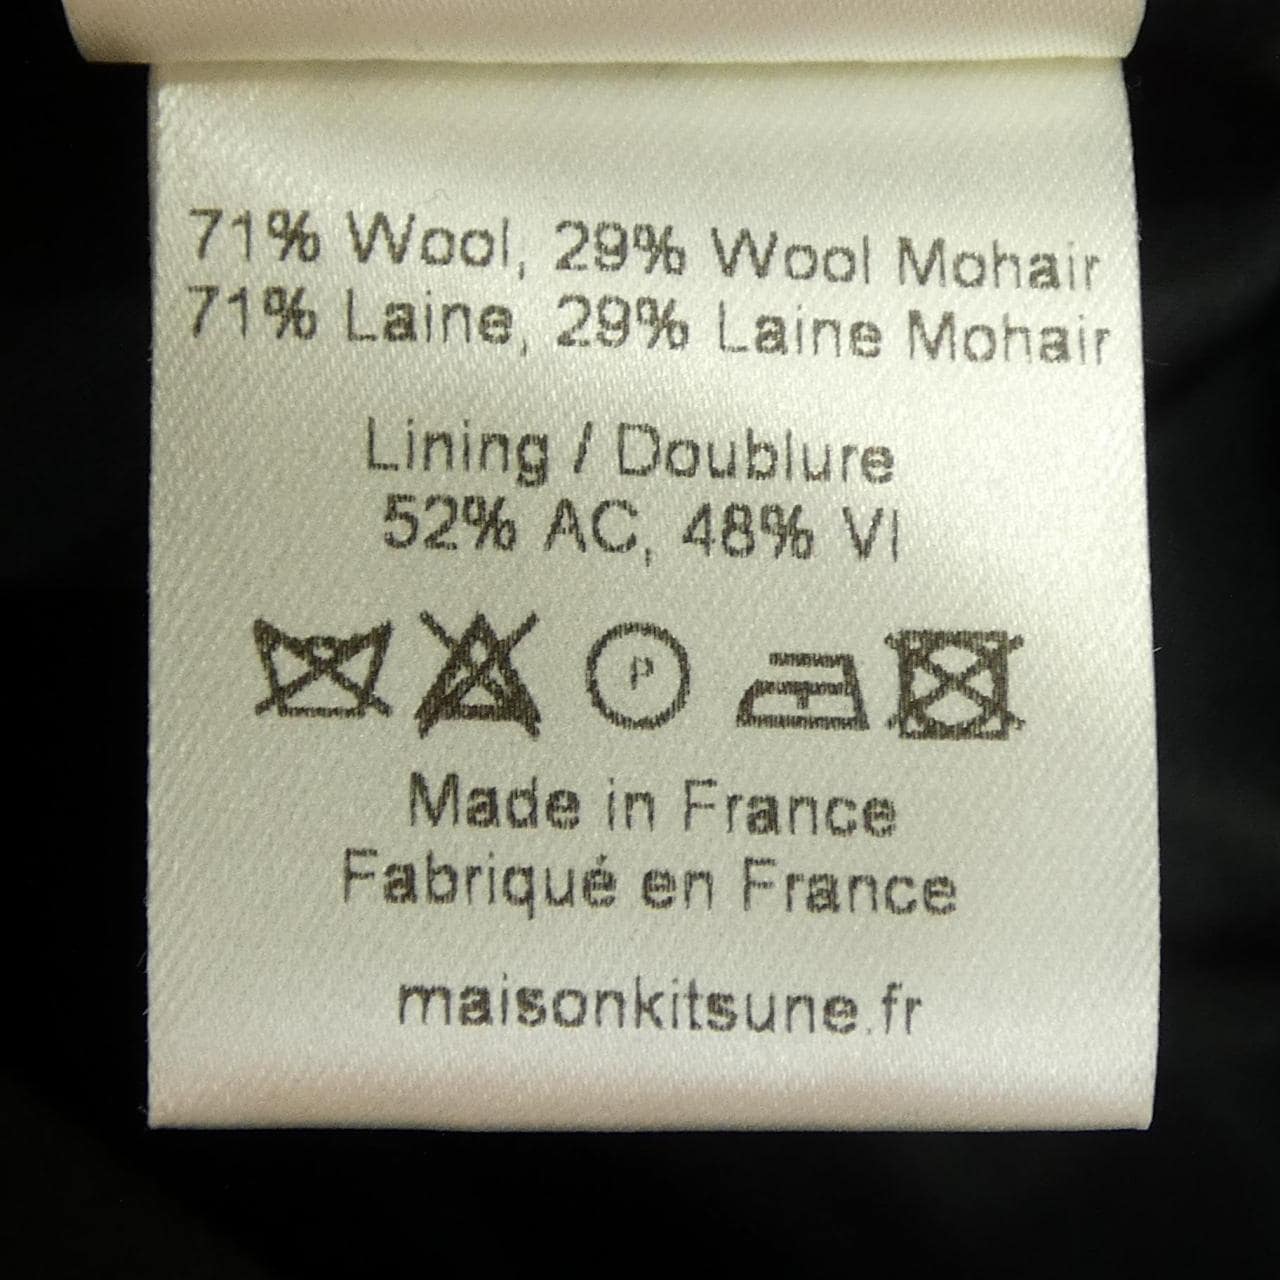 71% Wool, 29% Wool Mohair
71% Laine, 29% Laine Mohair
Lining / Doublure
52% AC, 48% VI
P
Made in France
Fabriqué en France
maisonkitsune.fr